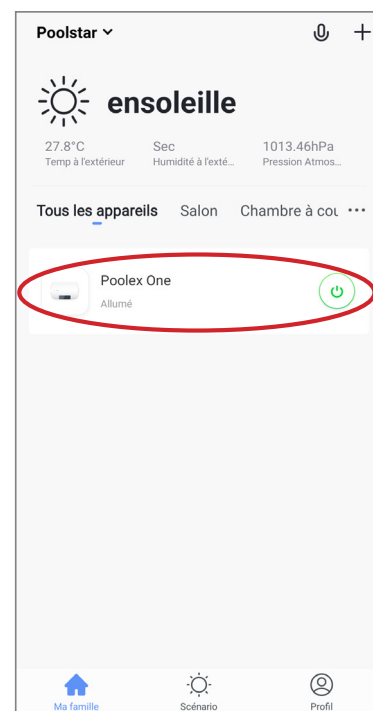 Poolstar
ensoleille
27.8°C Sec 1013.46hPa
Temp à l'extérieur Humidité à l'exté... Pression Atmos...
Tous les appareils Salon Chambre à cou
Poolex One
Allumé
Ma famille Scénario Profil